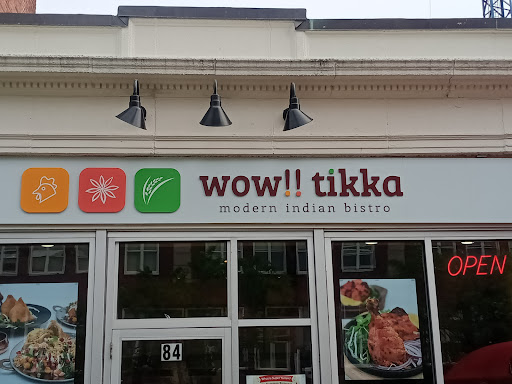 wow!! tikka
modern indian bistro
OPEN
84